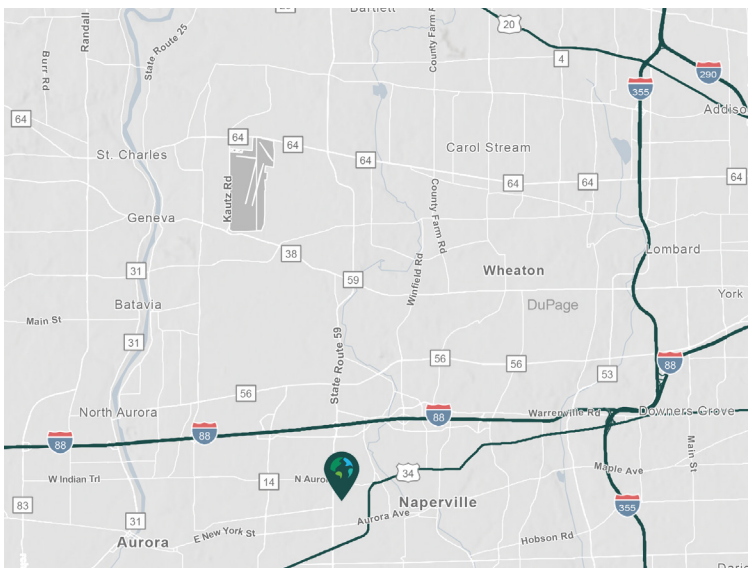 Bartlett
20
County Farm R
State Route 25
Randall
Burr Rd
4
290
355
Addiso
64
64
64
St. Charles
64
Carol Stream
64
64
64
Kautz Rd
County Farm Rd
Geneva
38
Lombard
31
59
Winfield Rd
Wheaton
Batavia
DuPage
York
Main St
31
State Route 59
56
56
88
53
56
North Aurora
88
Warrenville Rd
Downers Grove
88
88
Main St
W Indian Trl
14
N Auro
34
Maple Ave
83
Naperville
355
31
Aurora Ave
E New York St
Aurora
Hobson Rd
Darie